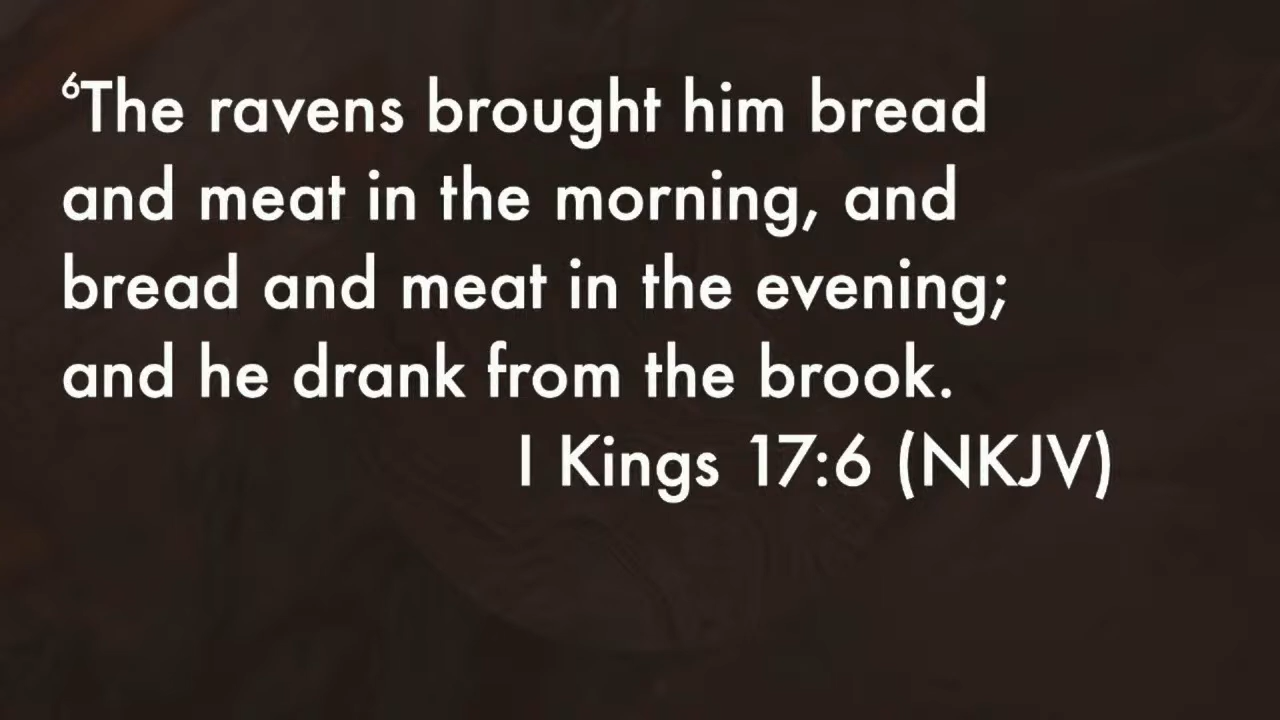 ⁶The ravens brought him bread
and meat in the morning, and
bread and meat in the evening;
and he drank from the brook.
I Kings 17:6 (NKJV)